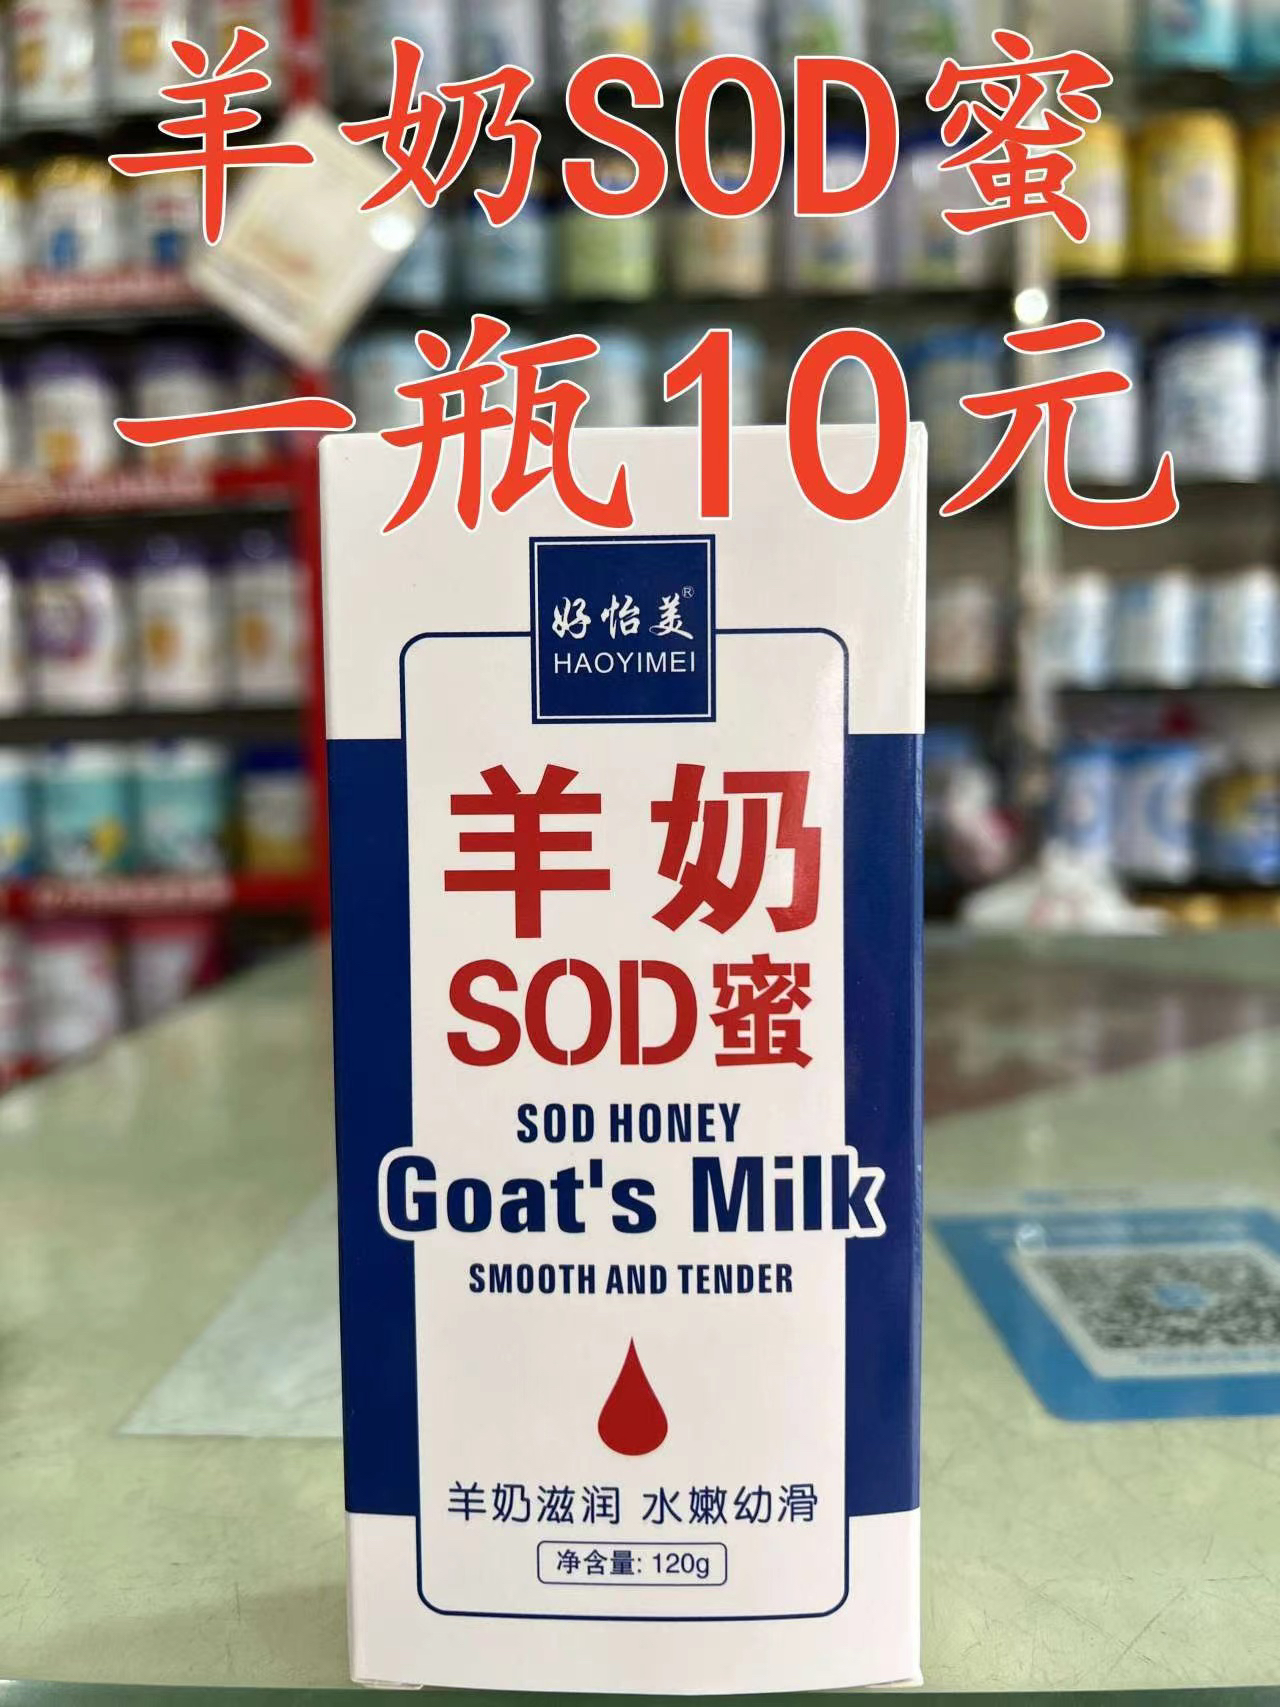 羊奶SOD蜜
一瓶10元
好怡美®
HAOYIMEI
羊奶
SOD蜜
SOD HONEY
Goat's Milk
SMOOTH AND TENDER
羊奶滋润 水嫩幼滑
净含量: 120g